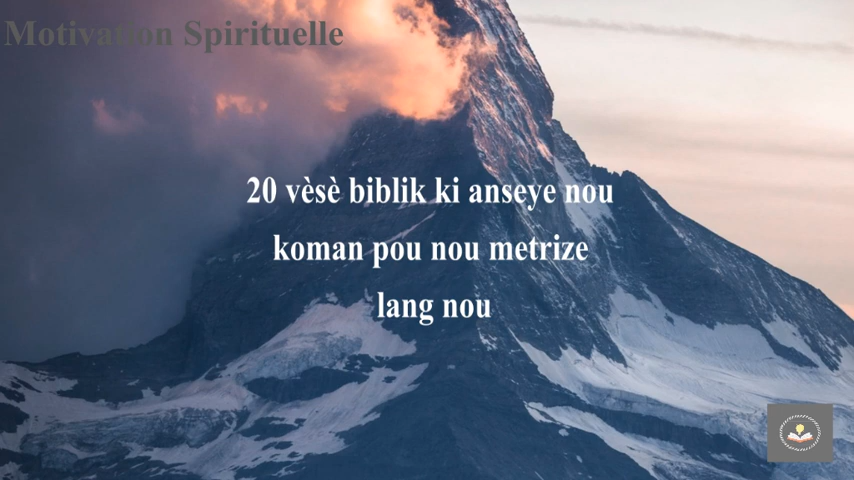 Motivation Spirituelle
20 vèsè biblik ki anseye nou
koman pou nou metrize
lang nou